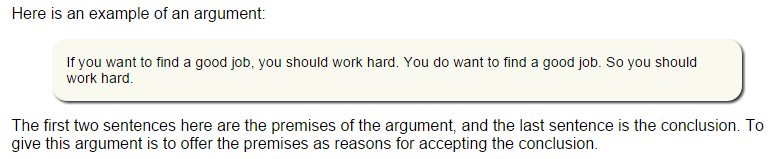 Here is an example of an argument:
If you want to find a good job, you should work hard. You do want to find a good job. So you should
work hard.
The first two sentences here are the premises of the argument, and the last sentence is the conclusion. To
give this argument is to offer the premises as reasons for accepting the conclusion.